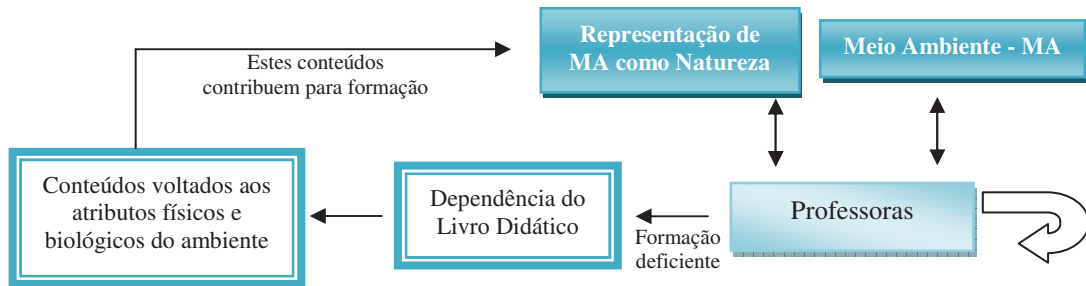 Representação de
MA como Natureza
Meio Ambiente - MA
Estes conteúdos
contribuem para formação
Conteúdos voltados aos
atributos físicos e
biológicos do ambiente
Dependência do
Livro Didático
Formação
deficiente
Professoras